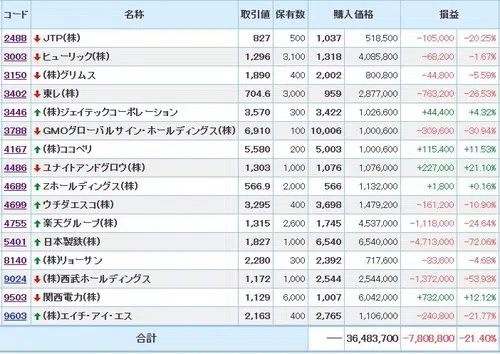 コード 名称 取引値 保有数 購入価格 損益
2488 ↓ JTP(株) 827 500 1,037 518,500 -105,000 -20.25%
3003 ↓ ヒューリック(株) 1,296 3,100 1,318 4,085,800 -68,200 -1.67%
3150 ↓ (株)グリムス 1,890 400 2,002 800,800 -44,800 -5.59%
3402 ↓ 東レ(株) 704.6 3,000 959 2,877,000 -763,200 -26.53%
3446 ↑ (株)ジェイテックコーポレーション 3,570 300 3,422 1,026,600 +44,400 +4.32%
3788 ↓ GMOグローバルサイン・ホールディングス(株) 6,910 100 10,006 1,000,600 -309,600 -30.94%
4167 ↑ (株)ココペリ 5,580 200 5,003 1,000,600 +115,400 +11.53%
4486 ↓ ユナイトアンドグロウ(株) 1,303 1,000 1,076 1,076,000 +227,000 +21.10%
4689 ↑ Zホールディングス(株) 566.9 2,000 566 1,132,000 +1,800 +0.16%
4699 ↑ ウチダエスコ(株) 3,295 400 3,698 1,479,200 -161,200 -10.90%
4755 ↑ 楽天グループ(株) 1,315 2,600 1,745 4,537,000 -1,118,000 -24.64%
5401 ↑ 日本製鉄(株) 1,827 1,000 6,540 6,540,000 -4,713,000 -72.06%
8140 ↑ (株)リョーサン 2,280 300 2,392 717,600 -33,600 -4.68%
9024 ↓ (株)西武ホールディングス 1,172 1,000 2,544 2,544,000 -1,372,000 -53.93%
9503 ↓ 関西電力(株) 1,129 6,000 1,007 6,042,000 +732,000 +12.12%
9603 ↑ (株)エイチ・アイ・エス 2,163 400 2,765 1,106,000 -240,800 -21.77%
合計 ── 36,483,700 -7,808,800 -21.40%